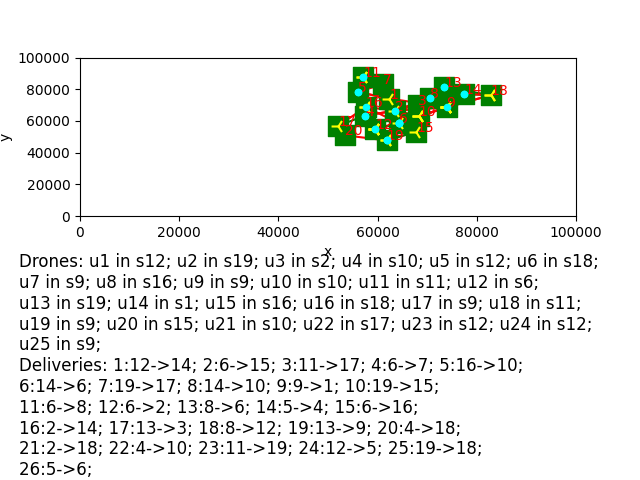 100000
80000
60000
40000
20000
0
y
0 20000 40000 60000 80000 100000
x
Drones: u1 in s12; u2 in s19; u3 in s2; u4 in s10; u5 in s12; u6 in s18;
u7 in s9; u8 in s16; u9 in s9; u10 in s10; u11 in s11; u12 in s6;
u13 in s19; u14 in s1; u15 in s16; u16 in s18; u17 in s9; u18 in s11;
u19 in s9; u20 in s15; u21 in s10; u22 in s17; u23 in s12; u24 in s12;
u25 in s9;
Deliveries: 1:12->14; 2:6->15; 3:11->17; 4:6->7; 5:16->10;
6:14->6; 7:19->17; 8:14->10; 9:9->1; 10:19->15;
11:6->8; 12:6->2; 13:8->6; 14:5->4; 15:6->16;
16:2->14; 17:13->3; 18:8->12; 19:13->9; 20:4->18;
21:2->18; 22:4->10; 23:11->19; 24:12->5; 25:19->18;
26:5->6;